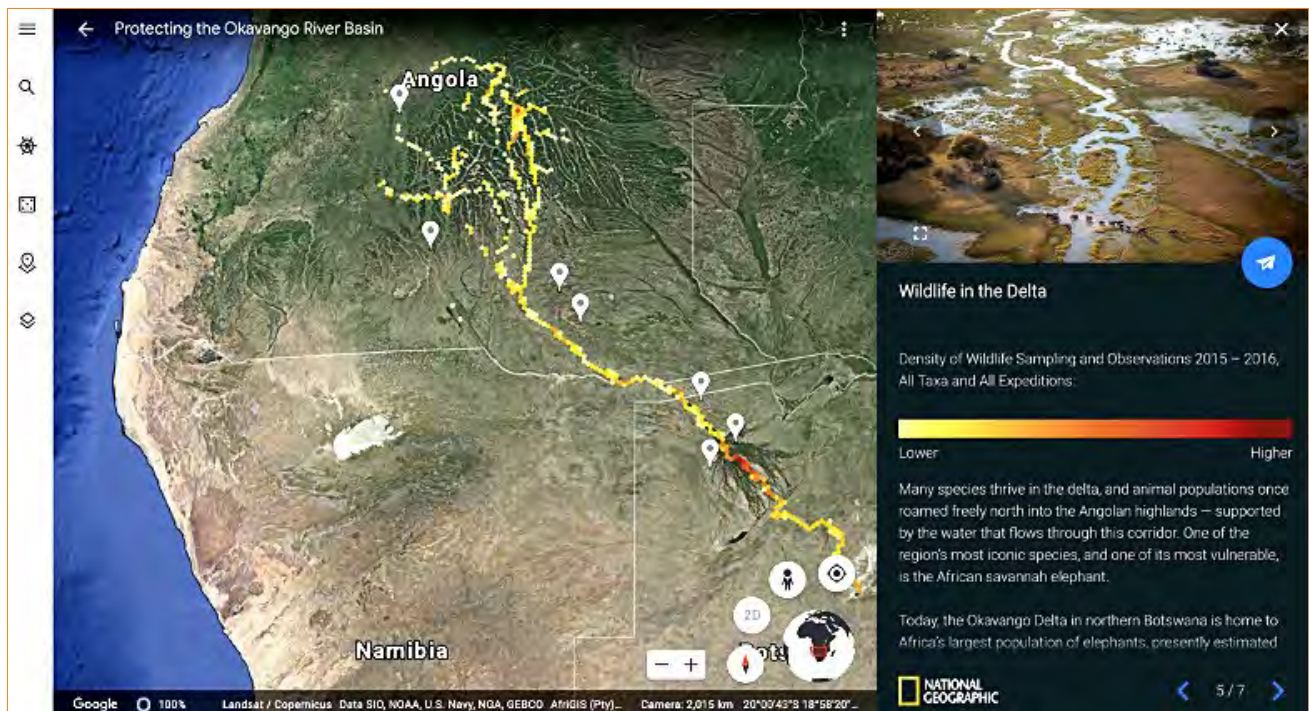 Protecting the Okavango River Basin
Angola
Namibia
2D
Google 100% Landsat / Copernicus Data SIO, NOAA, U.S. Navy, NGA, GEBCO AfriGIS (Pty)... Camera: 2,015 km 20°00'43"S 18°58'20"...
Wildlife in the Delta
Density of Wildlife Sampling and Observations 2015 – 2016,
All Taxa and All Expeditions:
Lower Higher
Many species thrive in the delta, and animal populations once
roamed freely north into the Angolan highlands — supported
by the water that flows through this corridor. One of the
region's most iconic species, and one of its most vulnerable,
is the African savannah elephant.
Today, the Okavango Delta in northern Botswana is home to
Africa's largest population of elephants, presently estimated
NATIONAL
GEOGRAPHIC
5 / 7